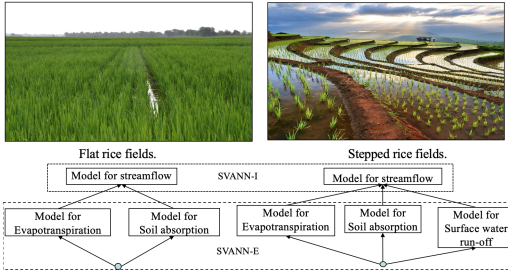 Flat rice fields.
Stepped rice fields.
Model for streamflow
SVANN-I
Model for streamflow
Model for
Evapotranspiration
Model for
Soil absorption
SVANN-E
Model for
Evapotranspiration
Model for
Soil absorption
Model for
Surface water
run-off